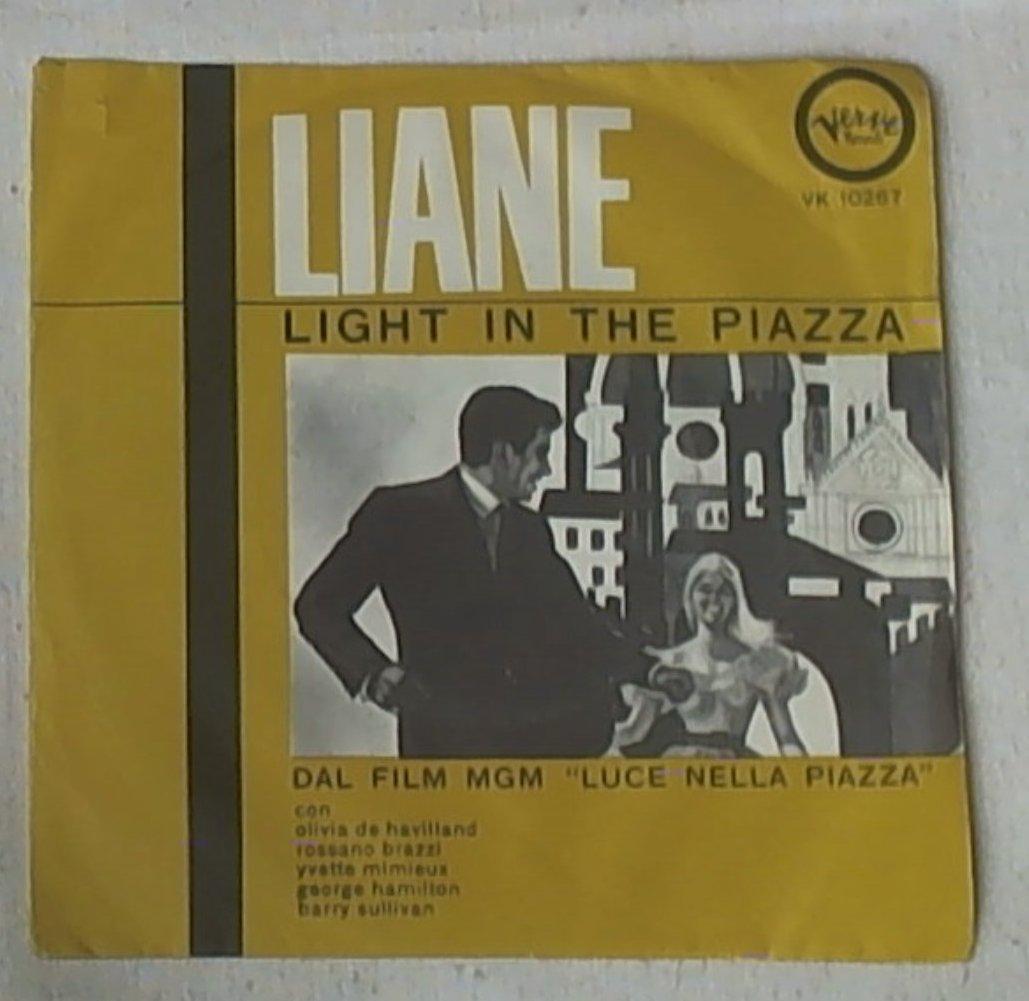 LIANE
verve
Records
VK 10267
LIGHT IN THE PIAZZA
DAL FILM MGM "LUCE NELLA PIAZZA"
con
olivia de havilland
rossano brazzi
yvette mimieux
george hamilton
barry sullivan